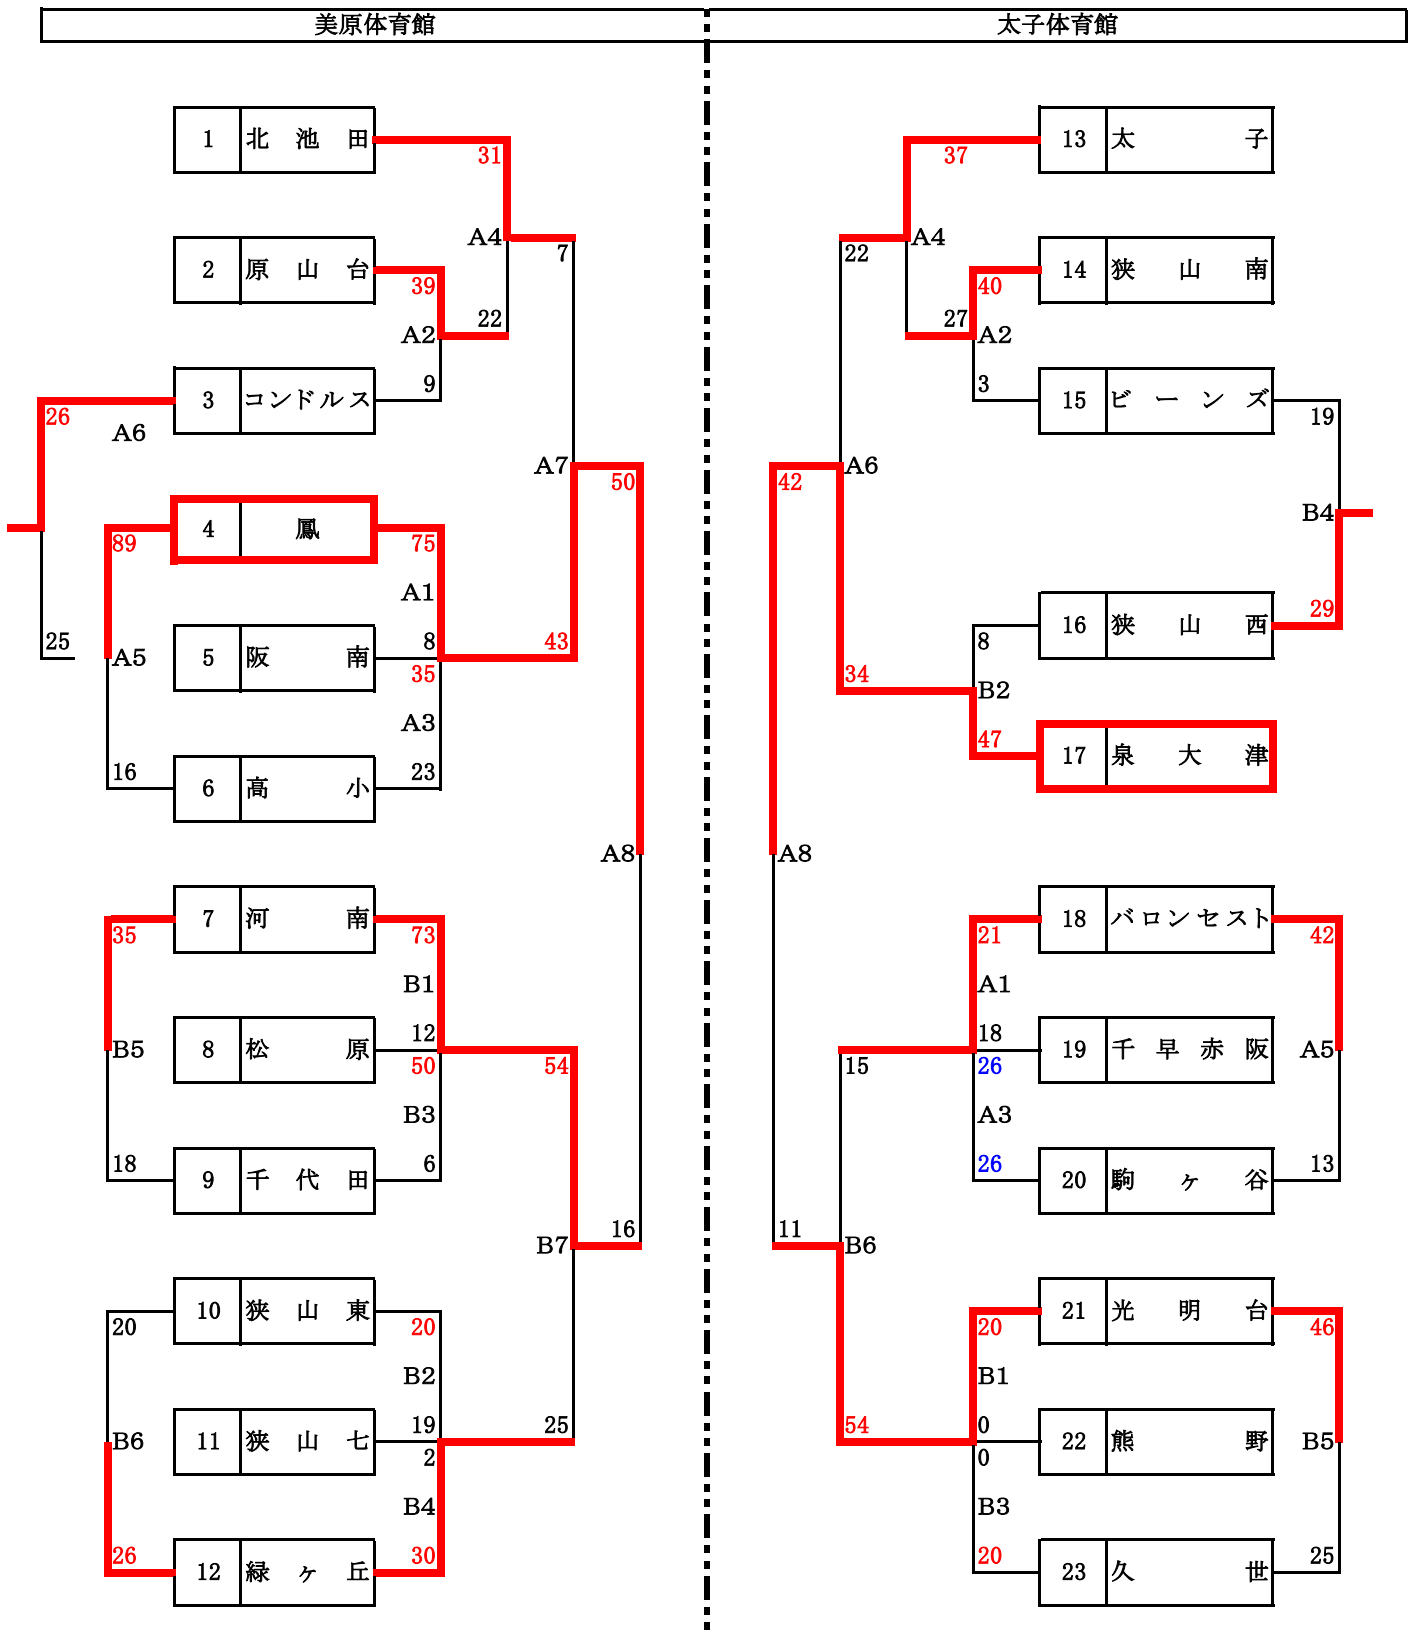 美原体育館 太子体育館
1 北池田 31 37 13 太子
A4 A4
2 原山台 39 7 22 40 14 狭山南
22 27
A2 A2
3 コンドルス 9 3 15 ビーンズ 19
26 A6
A7 A6
50 42
4 鳳 75 B4
89
A1
8 29
5 阪南 43 8 16 狭山西
25 A5 35 34
B2
A3
47 17 泉大津
16 6 高小 23
A8 A8
35 7 河南 73 21 18 バロンセスト 42
B1 A1
12 18
B5 8 松原 19 千早赤阪 A5
50 54 15 26
B3 A3
18 9 千代田 6 26 20 駒ヶ谷 13
16 11
B7 B6
20 10 狭山東 20 20 21 光明台 46
B2 B1
19 25 54 0
B6 11 狭山七 22 熊野 B5
2 0
B4 B3
26 12 緑ヶ丘 30 20 23 久世 25